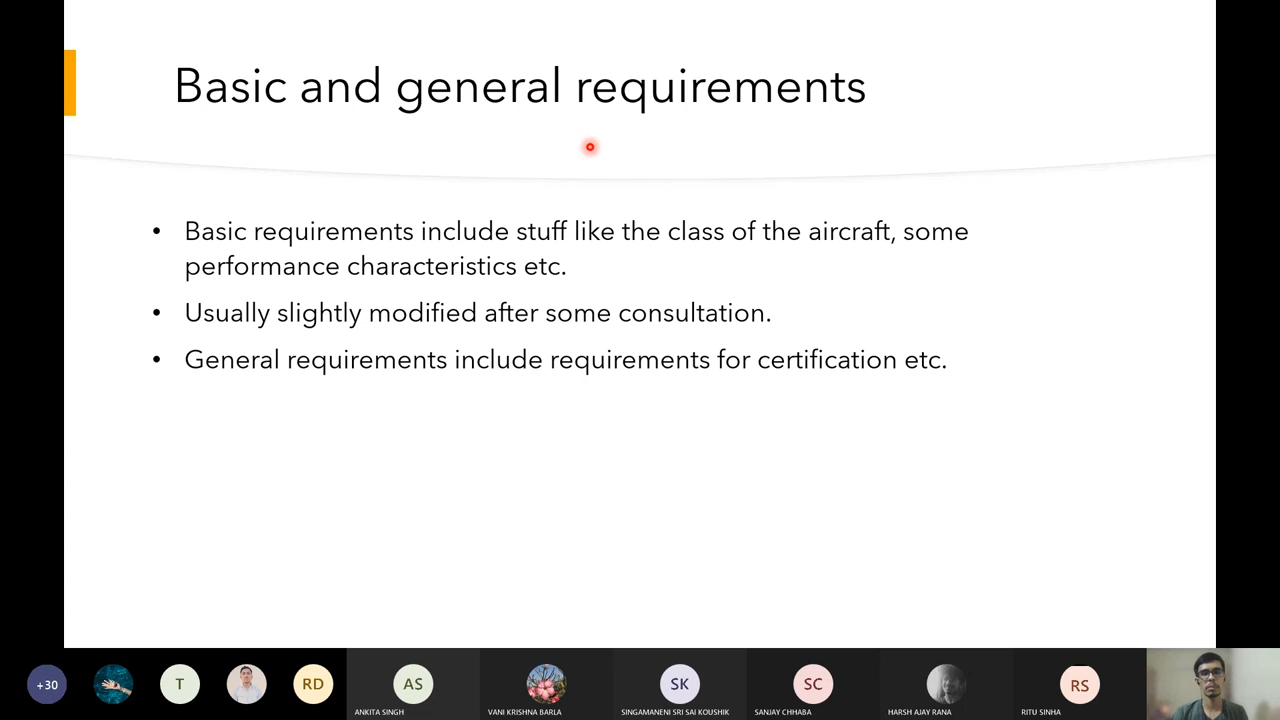 Basic and general requirements
• Basic requirements include stuff like the class of the aircraft, some
performance characteristics etc.
• Usually slightly modified after some consultation.
• General requirements include requirements for certification etc.
+30
T
RD
AS
SK
SC
RS
ANKITA SINGH
VANI KRISHNA BARLA
SINGAMANENI SRI SAI KOUSHIK
SANJAY CHHABA
HARSH AJAY RANA
RITU SINHA